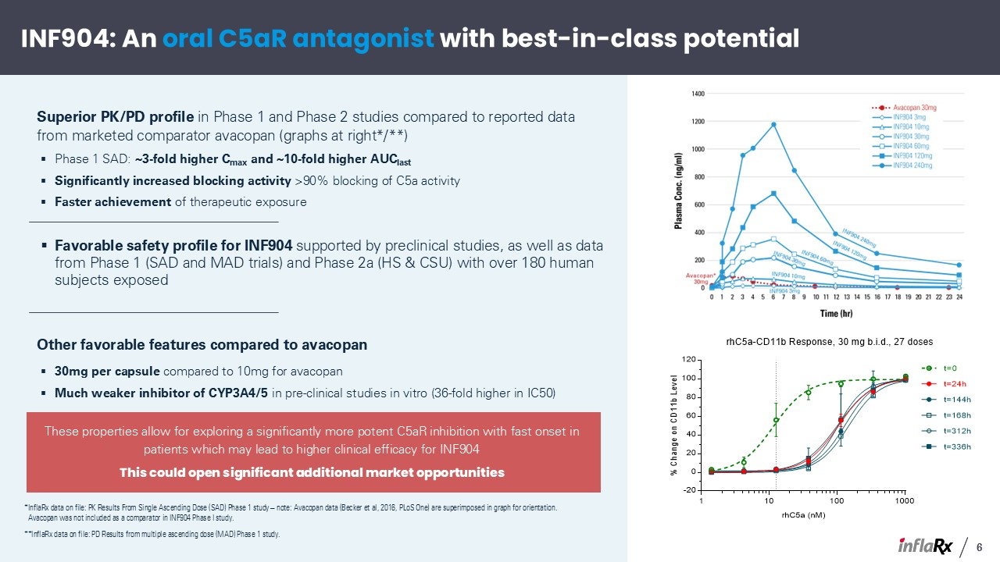 INF904: An oral C5aR antagonist with best-in-class potential
Superior PK/PD profile in Phase 1 and Phase 2 studies compared to reported data
from marketed comparator avacopan (graphs at right*/**)
▪ Phase 1 SAD: ~3-fold higher Cmax and ~10-fold higher AUClast
▪ Significantly increased blocking activity >90% blocking of C5a activity
▪ Faster achievement of therapeutic exposure
▪ Favorable safety profile for INF904 supported by preclinical studies, as well as data
from Phase 1 (SAD and MAD trials) and Phase 2a (HS & CSU) with over 180 human
subjects exposed
Other favorable features compared to avacopan
▪ 30mg per capsule compared to 10mg for avacopan
▪ Much weaker inhibitor of CYP3A4/5 in pre-clinical studies in vitro (36-fold higher in IC50)
These properties allow for exploring a significantly more potent C5aR inhibition with fast onset in
patients which may lead to higher clinical efficacy for INF904
This could open significant additional market opportunities
*InflaRx data on file: PK Results From Single Ascending Dose (SAD) Phase 1 study – note: Avacopan data (Becker et al, 2016, PLoS One) are superimposed in graph for orientation.
Avacopan was not included as a comparator in INF904 Phase I study.
**InflaRx data on file: PD Results from multiple ascending dose (MAD) Phase 1 study.
Plasma Conc. (ng/ml)
1400
1200
1000
800
600
400
200
0
Avacopan 30mg
INF904 3mg
INF904 10mg
INF904 30mg
INF904 60mg
INF904 120mg
INF904 240mg
INF904 240mg
INF904 120mg
INF904 60mg
INF904 30mg
INF904 10mg
INF904 3mg
Avacopan*
30mg
0 1 2 3 4 5 6 7 8 9 10 11 12 13 14 15 16 17 18 19 20 21 22 23 24
Time (hr)
rhC5a-CD11b Response, 30 mg b.i.d., 27 doses
% Change on CD11b Level
120
100
80
60
40
20
0
-20
1 10 100 1000
rhC5a (nM)
t=0
t=24h
t=144h
t=168h
t=312h
t=336h
inflaRx / 6